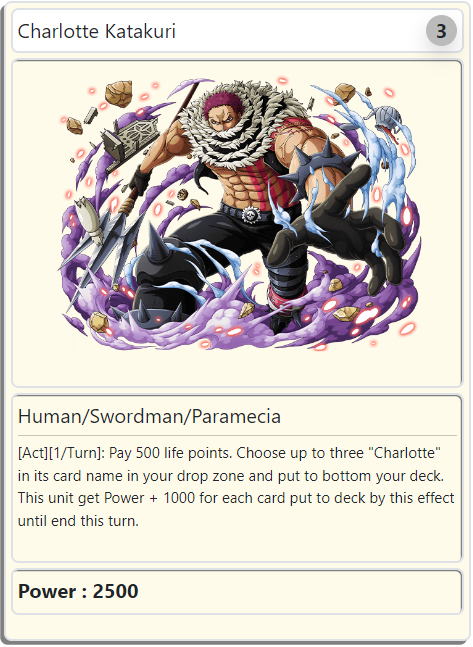 Charlotte Katakuri
3
Human/Swordman/Paramecia
[Act][1/Turn]: Pay 500 life points. Choose up to three "Charlotte"
in its card name in your drop zone and put to bottom your deck.
This unit get Power + 1000 for each card put to deck by this effect
until end this turn.
Power : 2500